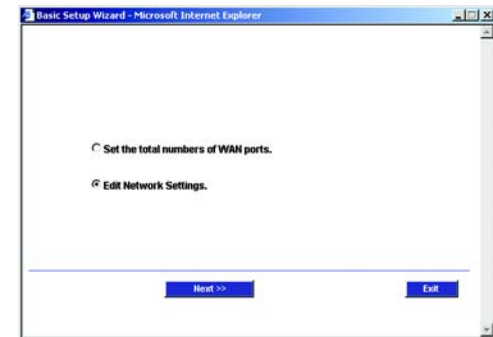 Basic Setup Wizard - Microsoft Internet Explorer
Set the total numbers of WAN ports.
Edit Network Settings.
Next >>
Exit